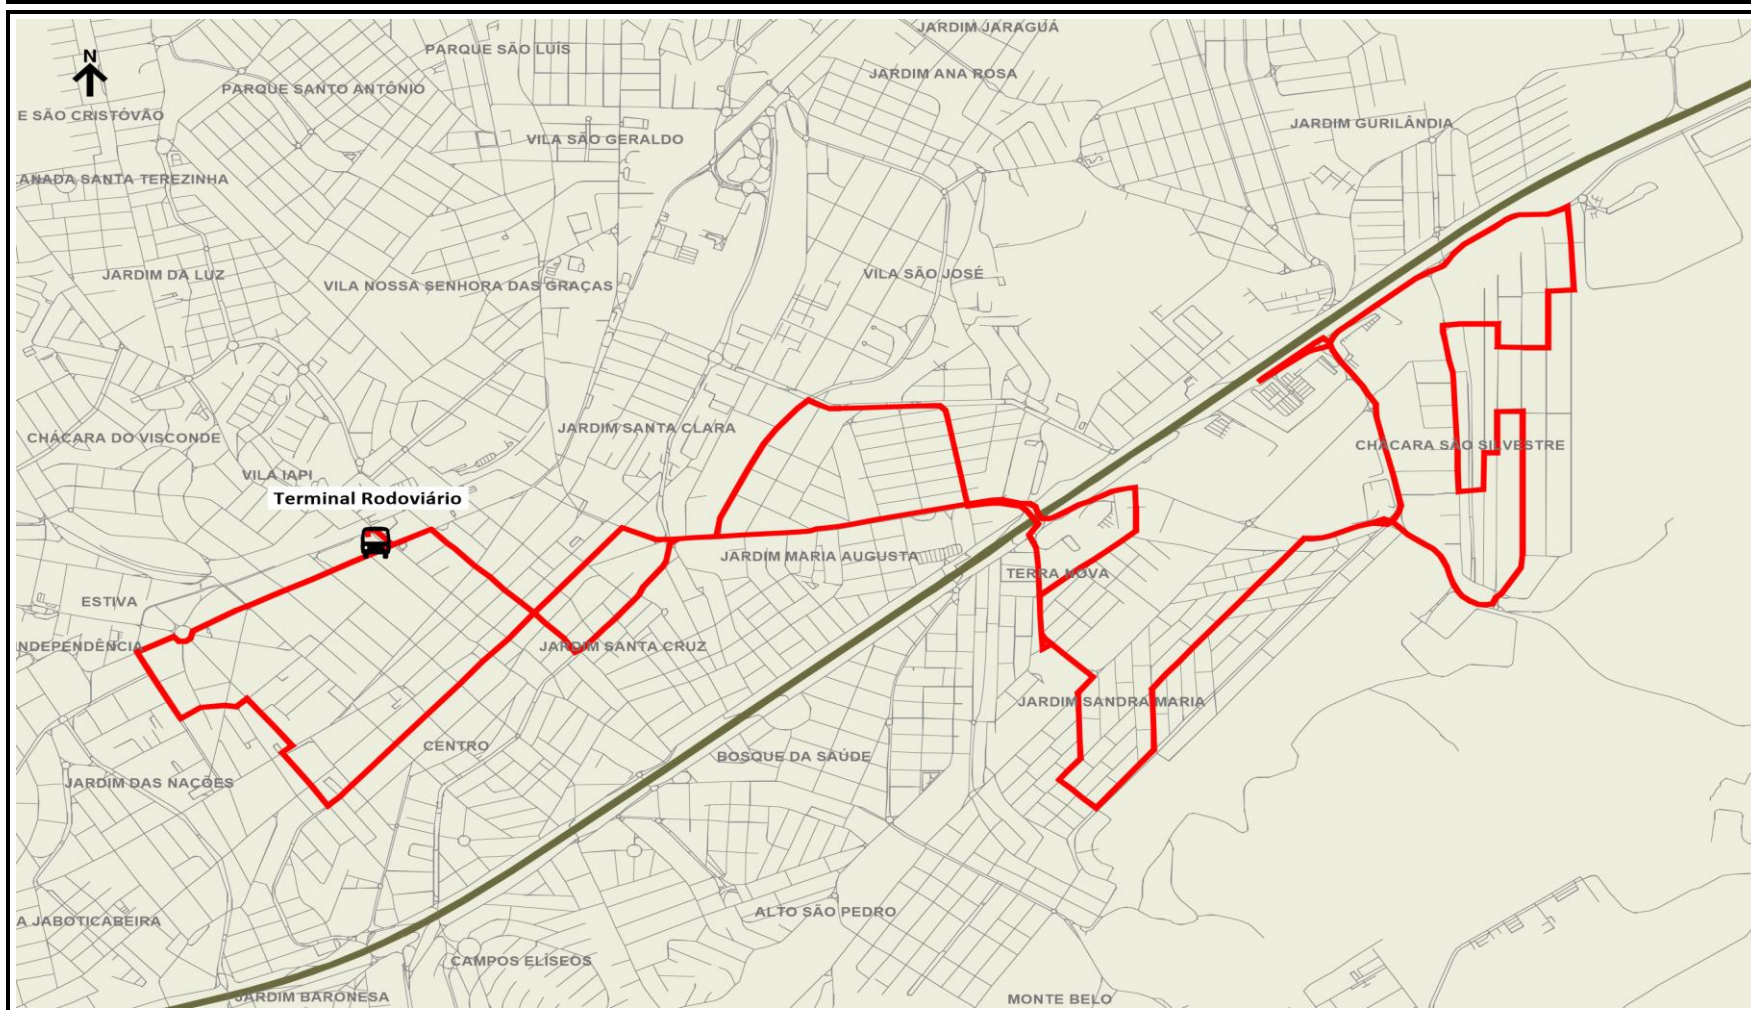 JARDIM JARAGUÁ
PARQUE SÃO LUÍS
N
JARDIM ANA ROSA
PARQUE SANTO ANTÔNIO
E SÃO CRISTÓVÃO
JARDIM GURILÂNDIA
VILA SÃO GERALDO
ANADA SANTA TEREZINHA
JARDIM DA LUZ
VILA SÃO JOSÉ
VILA NOSSA SENHORA DAS GRAÇAS
JARDIM SANTA CLARA
CHÁCARA DO VISCONDE
CHÁCARA SÃO SILVESTRE
VILA IAPI
Terminal Rodoviário
JARDIM MARIA AUGUSTA
TERRA NOVA
ESTIVA
NDEPENDÊNCIA
JARDIM SANTA CRUZ
JARDIM SANDRA MARIA
CENTRO
BOSQUE DA SAÚDE
JARDIM DAS NAÇÕES
ALTO SÃO PEDRO
A JABOTICABEIRA
CAMPOS ELÍSEOS
JARDIM BARONESA
MONTE BELO